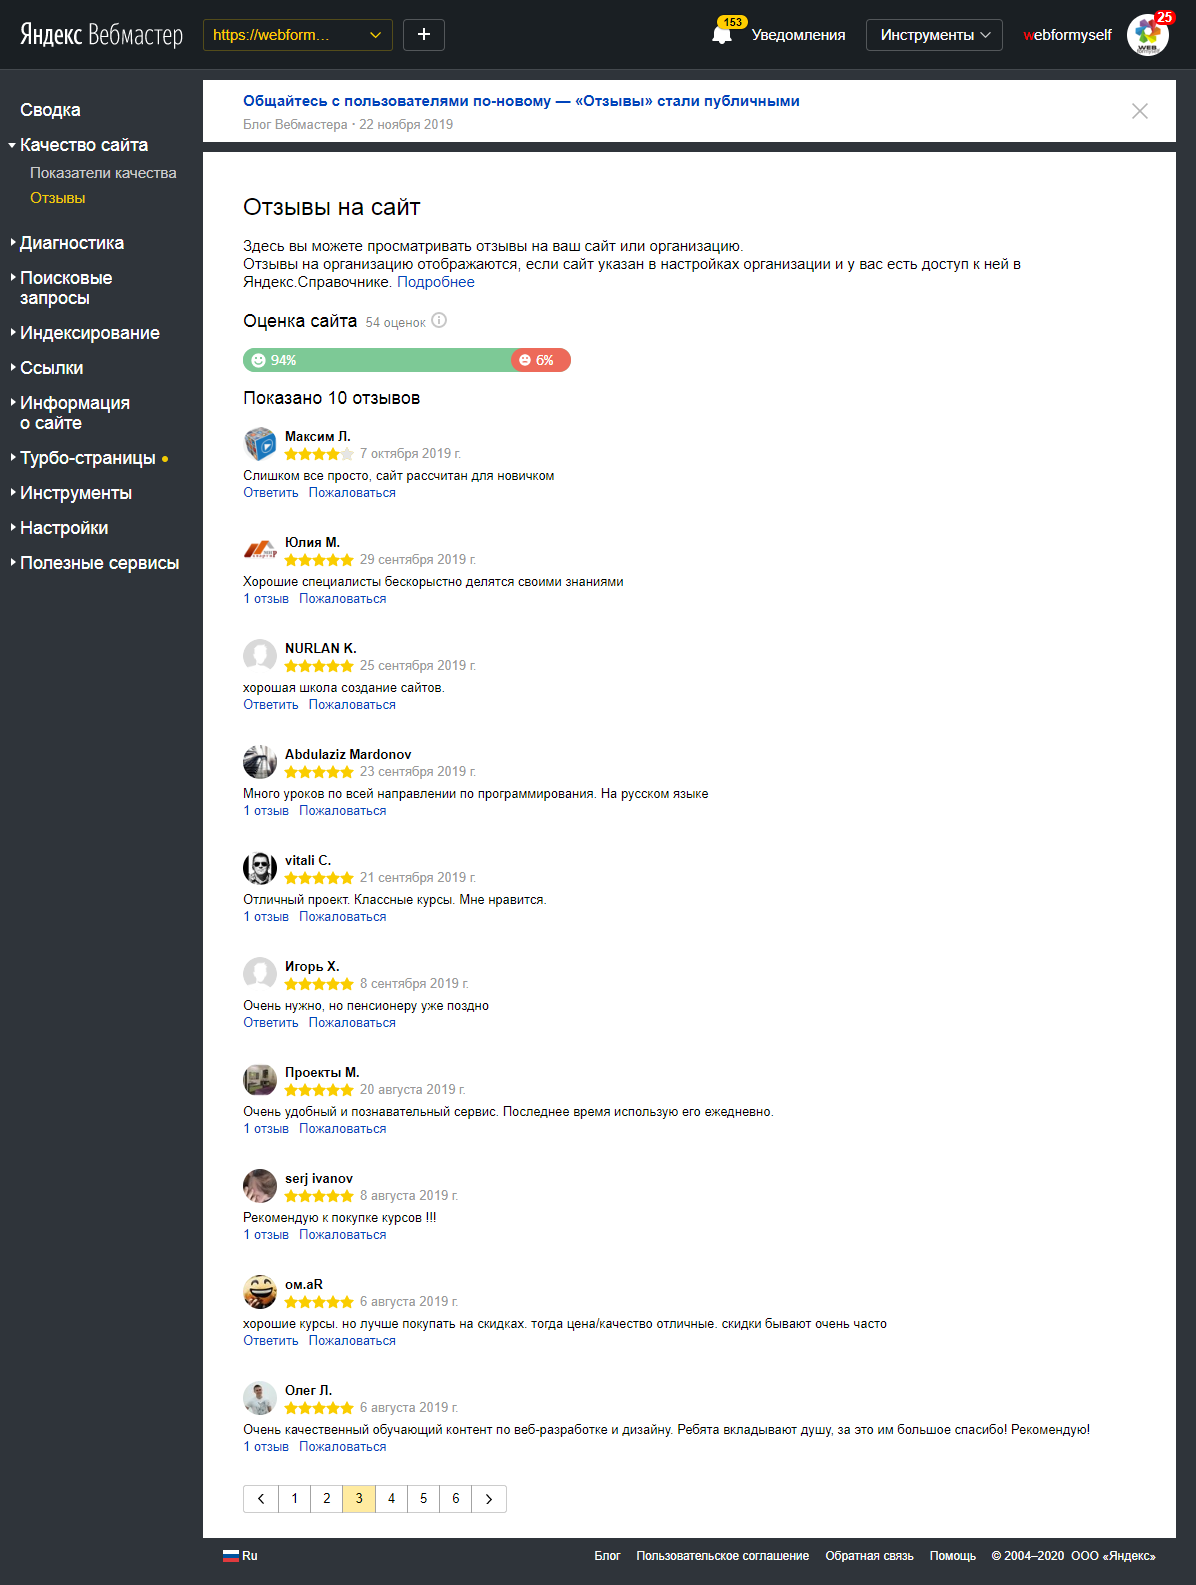 Яндекс Вебмастер
https://webform...
+
153
Уведомления
Инструменты
webformyself
25
Сводка
Качество сайта
Показатели качества
Отзывы
Диагностика
Поисковые
запросы
Индексирование
Ссылки
Информация
о сайте
Турбо-страницы
Инструменты
Настройки
Полезные сервисы
Общайтесь с пользователями по-новому — «Отзывы» стали публичными
Блог Вебмастера · 22 ноября 2019
Отзывы на сайт
Здесь вы можете просматривать отзывы на ваш сайт или организацию.
Отзывы на организацию отображаются, если сайт указан в настройках организации и у вас есть доступ к ней в
Яндекс.Справочнике. Подробнее
Оценка сайта 54 оценок
94% 6%
Показано 10 отзывов
Максим Л.
7 октября 2019 г.
Слишком все просто, сайт рассчитан для новичком
Ответить Пожаловаться
Юлия М.
29 сентября 2019 г.
Хорошие специалисты бескорыстно делятся своими знаниями
1 отзыв Пожаловаться
NURLAN K.
25 сентября 2019 г.
хорошая школа создание сайтов.
Ответить Пожаловаться
Abdulaziz Mardonov
23 сентября 2019 г.
Много уроков по всей направлении по программирования. На русском языке
1 отзыв Пожаловаться
vitali C.
21 сентября 2019 г.
Отличный проект. Классные курсы. Мне нравится.
1 отзыв Пожаловаться
Игорь Х.
8 сентября 2019 г.
Очень нужно, но пенсионеру уже поздно
Ответить Пожаловаться
Проекты М.
20 августа 2019 г.
Очень удобный и познавательный сервис. Последнее время использую его ежедневно.
1 отзыв Пожаловаться
serj ivanov
8 августа 2019 г.
Рекомендую к покупке курсов !!!
1 отзыв Пожаловаться
ом.aR
6 августа 2019 г.
хорошие курсы. но лучше покупать на скидках. тогда цена/качество отличные. скидки бывают очень часто
Ответить Пожаловаться
Олег Л.
6 августа 2019 г.
Очень качественный обучающий контент по веб-разработке и дизайну. Ребята вкладывают душу, за это им большое спасибо! Рекомендую!
1 отзыв Пожаловаться
1 2 3 4 5 6
Ru
Блог Пользовательское соглашение Обратная связь Помощь © 2004–2020 ООО «Яндекс»